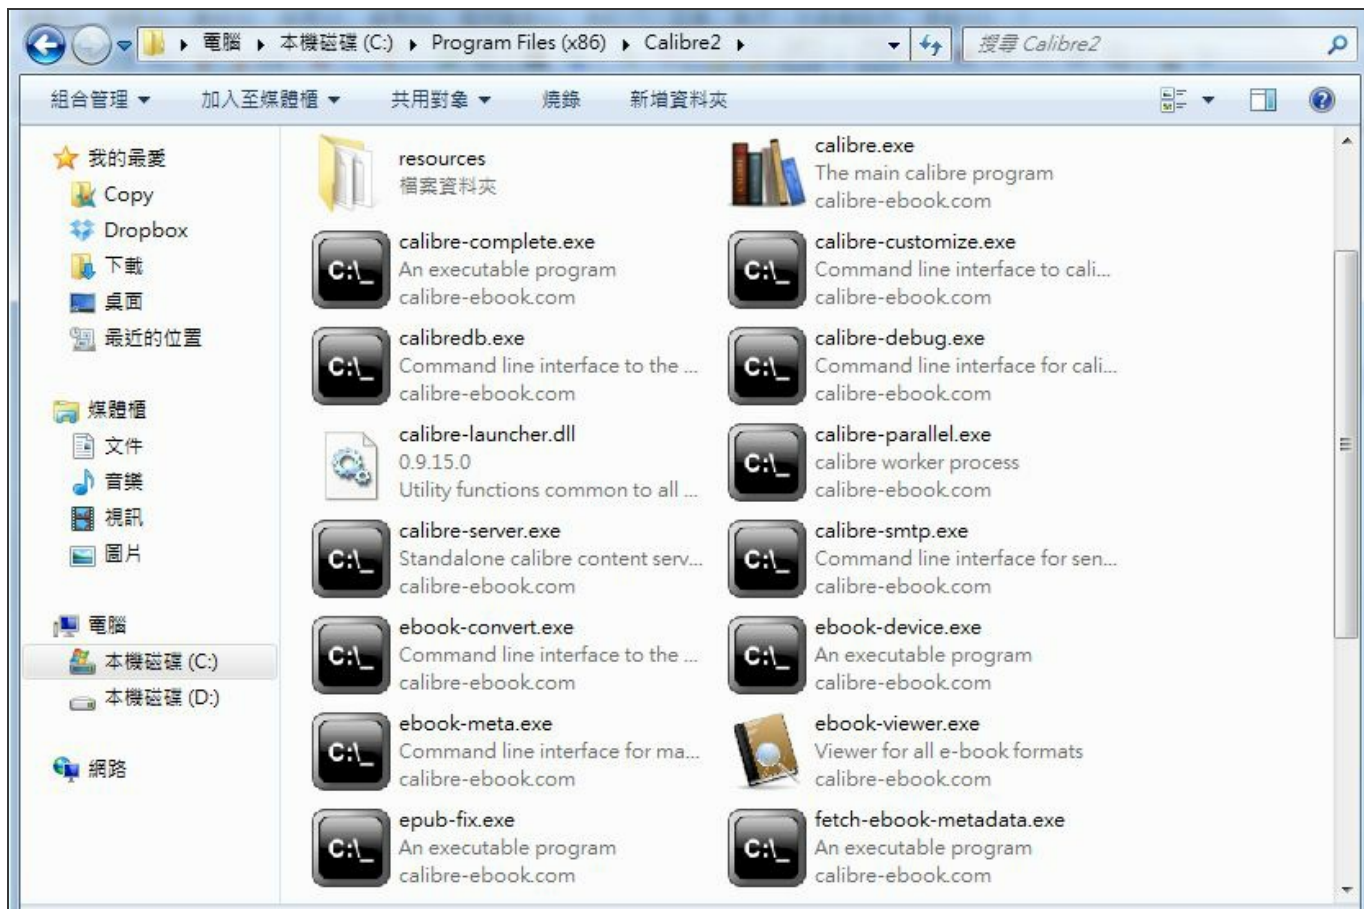 電腦 本機磁碟 (C:) Program Files (x86) Calibre2 搜尋 Calibre2
組合管理 加入至媒體櫃 共用對象 燒錄 新增資料夾
我的最愛
Copy
Dropbox
下載
桌面
最近的位置
媒體櫃
文件
音樂
視訊
圖片
電腦
本機磁碟 (C:)
本機磁碟 (D:)
網路
resources
檔案資料夾
calibre.exe
The main calibre program
calibre-ebook.com
C:\_
calibre-complete.exe
An executable program
calibre-ebook.com
C:\_
calibre-customize.exe
Command line interface to cali...
calibre-ebook.com
C:\_
calibredb.exe
Command line interface to the ...
calibre-ebook.com
C:\_
calibre-debug.exe
Command line interface for cali...
calibre-ebook.com
calibre-launcher.dll
0.9.15.0
Utility functions common to all ...
C:\_
calibre-parallel.exe
calibre worker process
calibre-ebook.com
C:\_
calibre-server.exe
Standalone calibre content serv...
calibre-ebook.com
C:\_
calibre-smtp.exe
Command line interface for sen...
calibre-ebook.com
C:\_
ebook-convert.exe
Command line interface to the ...
calibre-ebook.com
C:\_
ebook-device.exe
An executable program
calibre-ebook.com
C:\_
ebook-meta.exe
Command line interface for ma...
calibre-ebook.com
ebook-viewer.exe
Viewer for all e-book formats
calibre-ebook.com
C:\_
epub-fix.exe
An executable program
calibre-ebook.com
C:\_
fetch-ebook-metadata.exe
An executable program
calibre-ebook.com